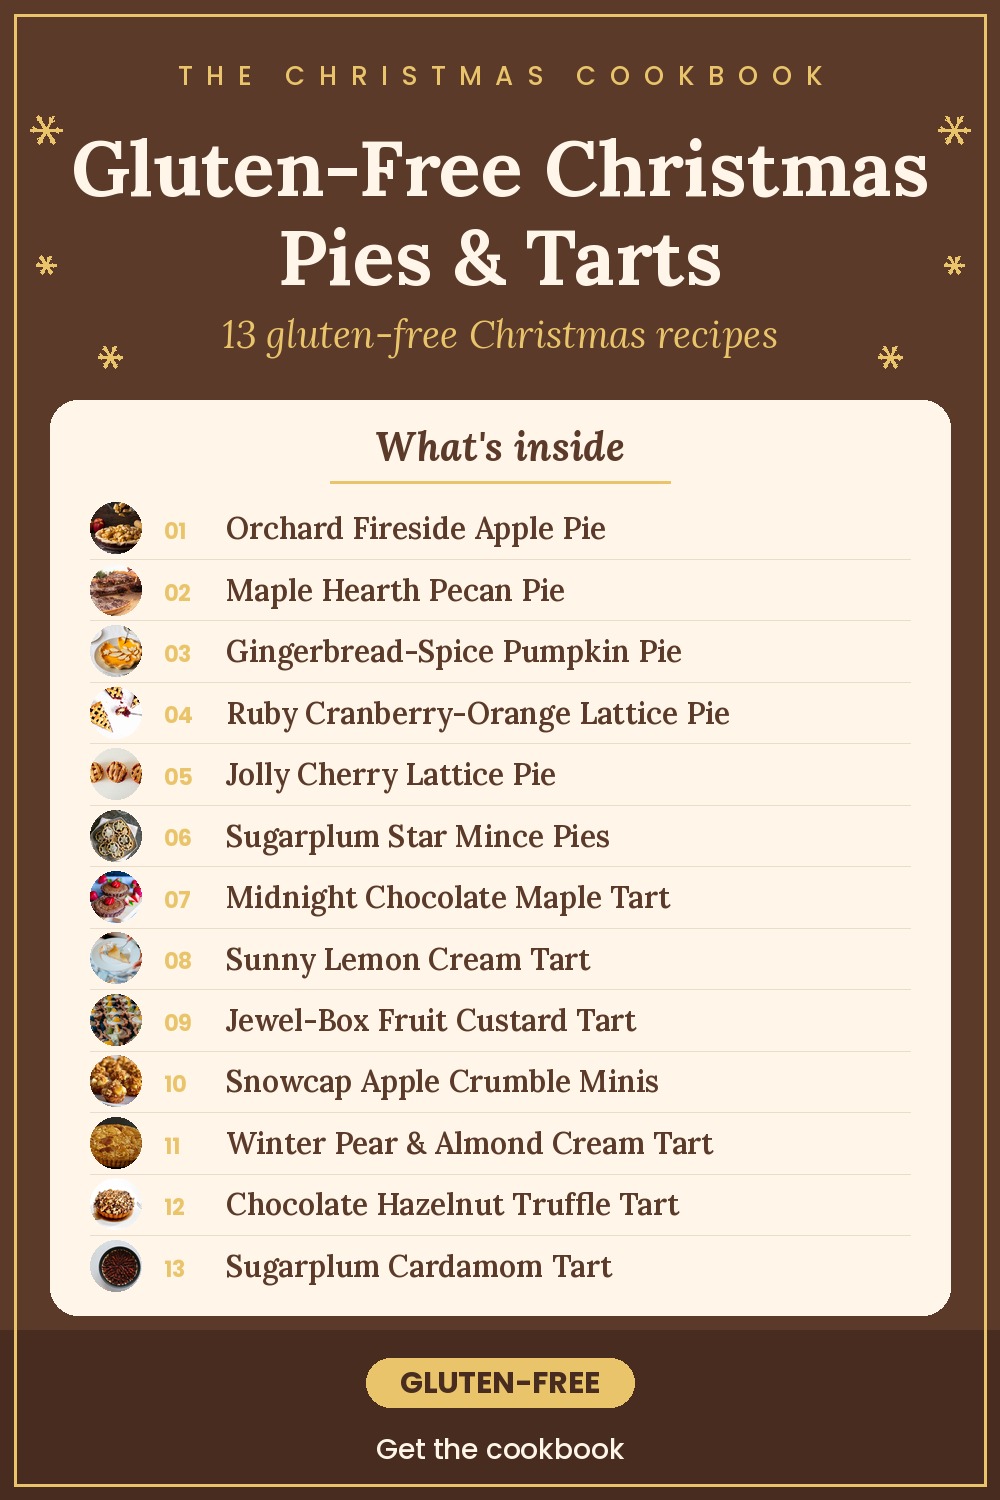 THE CHRISTMAS COOKBOOK
Gluten-Free Christmas
Pies & Tarts
13 gluten-free Christmas recipes
What's inside
01 Orchard Fireside Apple Pie
02 Maple Hearth Pecan Pie
03 Gingerbread-Spice Pumpkin Pie
04 Ruby Cranberry-Orange Lattice Pie
05 Jolly Cherry Lattice Pie
06 Sugarplum Star Mince Pies
07 Midnight Chocolate Maple Tart
08 Sunny Lemon Cream Tart
09 Jewel-Box Fruit Custard Tart
10 Snowcap Apple Crumble Minis
11 Winter Pear & Almond Cream Tart
12 Chocolate Hazelnut Truffle Tart
13 Sugarplum Cardamom Tart
GLUTEN-FREE
Get the cookbook